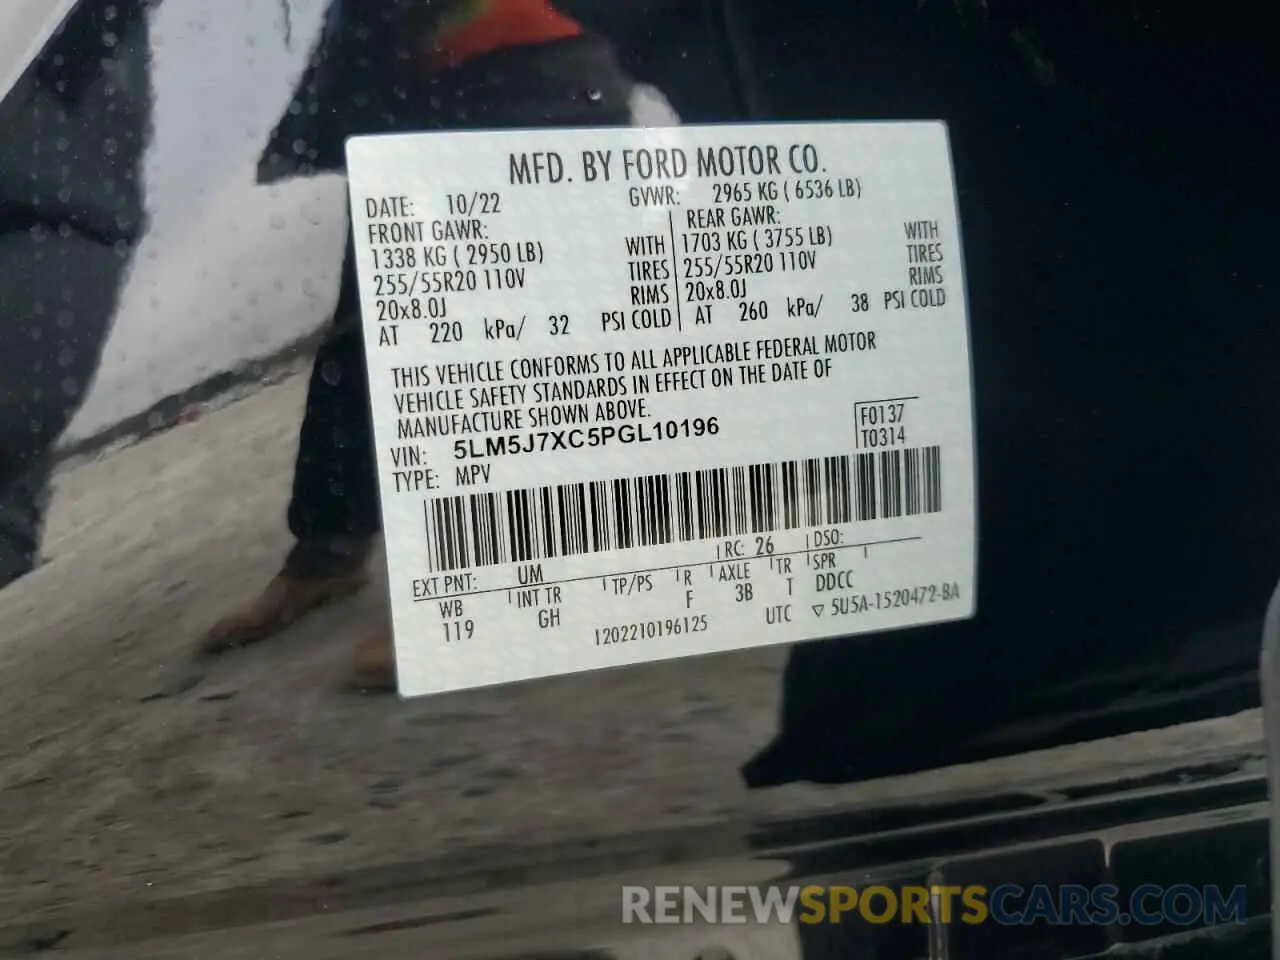 MFD. BY FORD MOTOR CO.
DATE: 10/22 GVWR: 2965 KG ( 6536 LB)
FRONT GAWR: REAR GAWR:
1338 KG ( 2950 LB) WITH 1703 KG ( 3755 LB) WITH
255/55R20 110V TIRES 255/55R20 110V TIRES
20x8.0J RIMS 20x8.0J RIMS
AT 220 kPa/ 32 PSI COLD AT 260 kPa/ 38 PSI COLD
THIS VEHICLE CONFORMS TO ALL APPLICABLE FEDERAL MOTOR
VEHICLE SAFETY STANDARDS IN EFFECT ON THE DATE OF
MANUFACTURE SHOWN ABOVE.
VIN: 5LM5J7XC5PGL10196 F0137
TYPE: MPV T0314
EXT PNT: UM RC: 26 DSO:
WB INT TR TP/PS R AXLE TR SPR
119 GH F 3B T DDCC
1202210196125 UTC ▽ 5U5A-1520472-BA
RENEWSPORTSCARS.COM